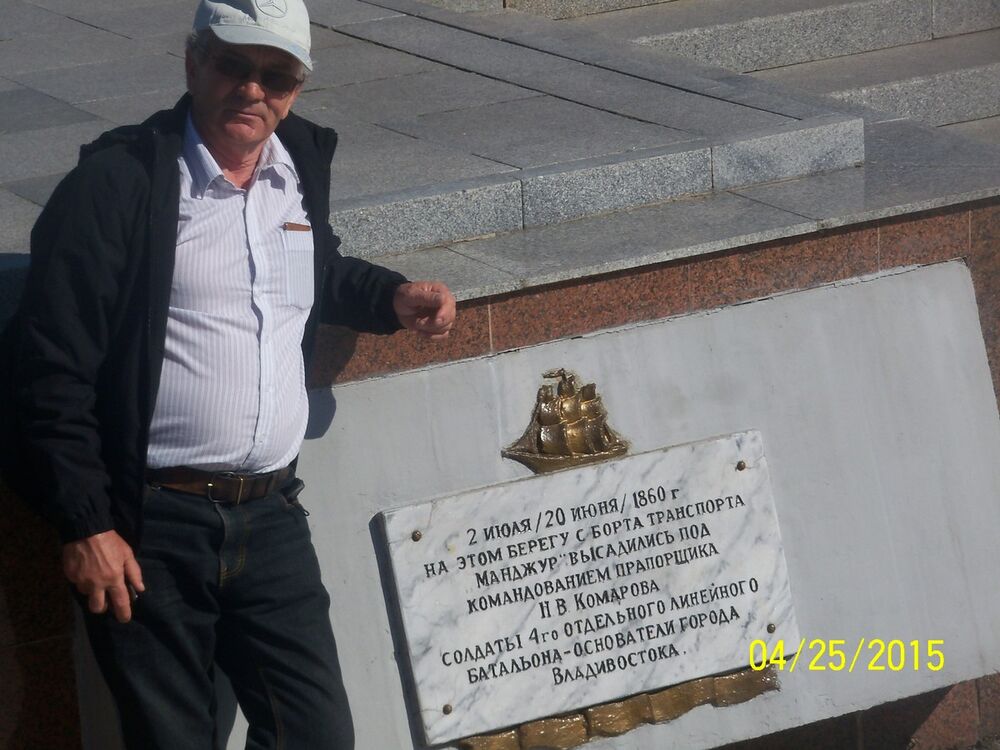 2 ИЮЛЯ/20 ИЮНЯ/1860 г
НА ЭТОМ БЕРЕГУ С БОРТА ТРАНСПОРТА
МАНДЖУР" ВЫСАДИЛИСЬ ПОД
КОМАНДОВАНИЕМ ПРАПОРЩИКА
Н В КОМАРОВА
СОЛДАТЫ 4ГО ОТДЕЛЬНОГО ЛИНЕЙНОГО
БАТАЛЬОНА-ОСНОВАТЕЛИ ГОРОДА
ВЛАДИВОСТОКА.
04/25/2015